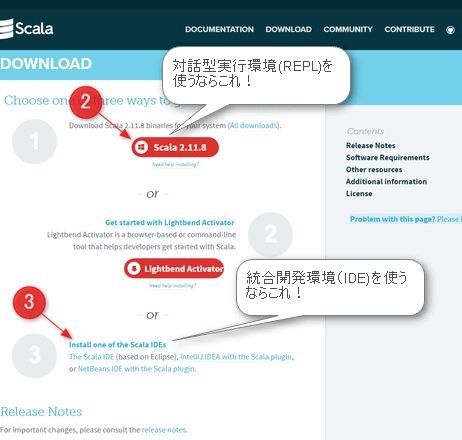 Scala
DOCUMENTATION DOWNLOAD COMMUNITY CONTRIBUTE
DOWNLOAD
対話型実行環境(REPL)を
使うならこれ！
Choose one of three ways to
2
1
Download Scala 2.11.8 binaries for your system (All downloads).
Scala 2.11.8
Need help installing?
or
Get started with Lightbend Activator
Lightbend Activator is a browser-based or command-line
tool that helps developers get started with Scala.
2
Lightbend Activator
Need help installing?
統合開発環境（IDE)を使う
ならこれ！
3
or
3
Install one of the Scala IDEs
The Scala IDE (based on Eclipse), IntelliJ IDEA with the Scala plugin,
or NetBeans IDE with the Scala plugin.
Release Notes
For important changes, please consult the release notes.
Contents
Release Notes
Software Requirements
Other resources
Additional information
License
Problem with this page? Please